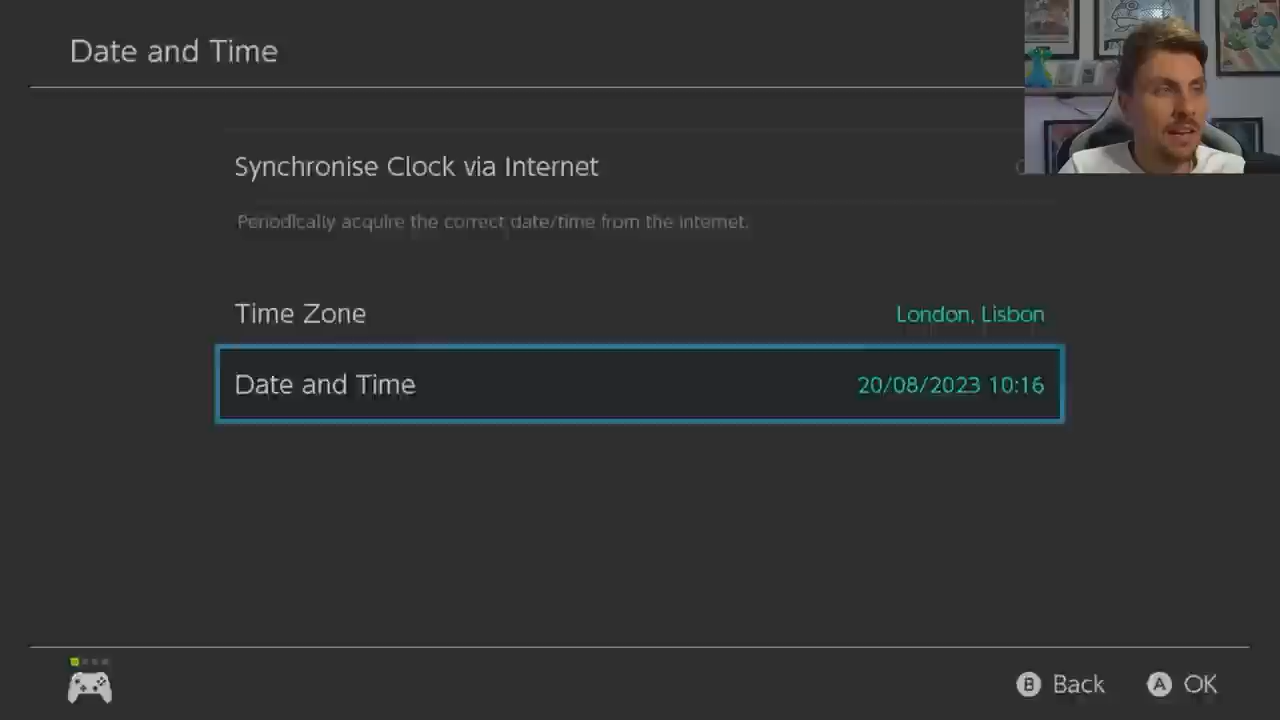 Date and Time
Synchronise Clock via Internet
Periodically acquire the correct date/time from the internet.
Time Zone
London, Lisbon
Date and Time
20/08/2023 10:16
B Back
A OK